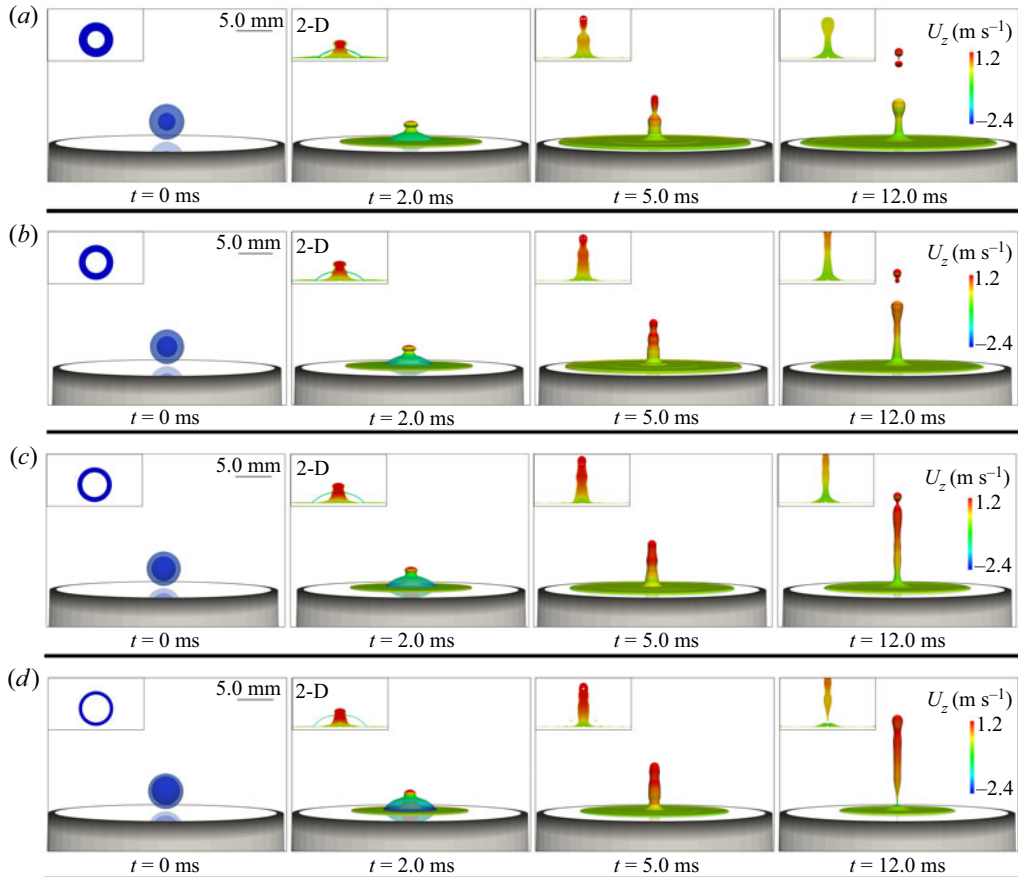 (a)
5.0 mm
2-D
U_z (m s⁻¹)
1.2
–2.4
t = 0 ms
t = 2.0 ms
t = 5.0 ms
t = 12.0 ms
(b)
5.0 mm
2-D
U_z (m s⁻¹)
1.2
–2.4
t = 0 ms
t = 2.0 ms
t = 5.0 ms
t = 12.0 ms
(c)
5.0 mm
2-D
U_z (m s⁻¹)
1.2
–2.4
t = 0 ms
t = 2.0 ms
t = 5.0 ms
t = 12.0 ms
(d)
5.0 mm
2-D
U_z (m s⁻¹)
1.2
–2.4
t = 0 ms
t = 2.0 ms
t = 5.0 ms
t = 12.0 ms